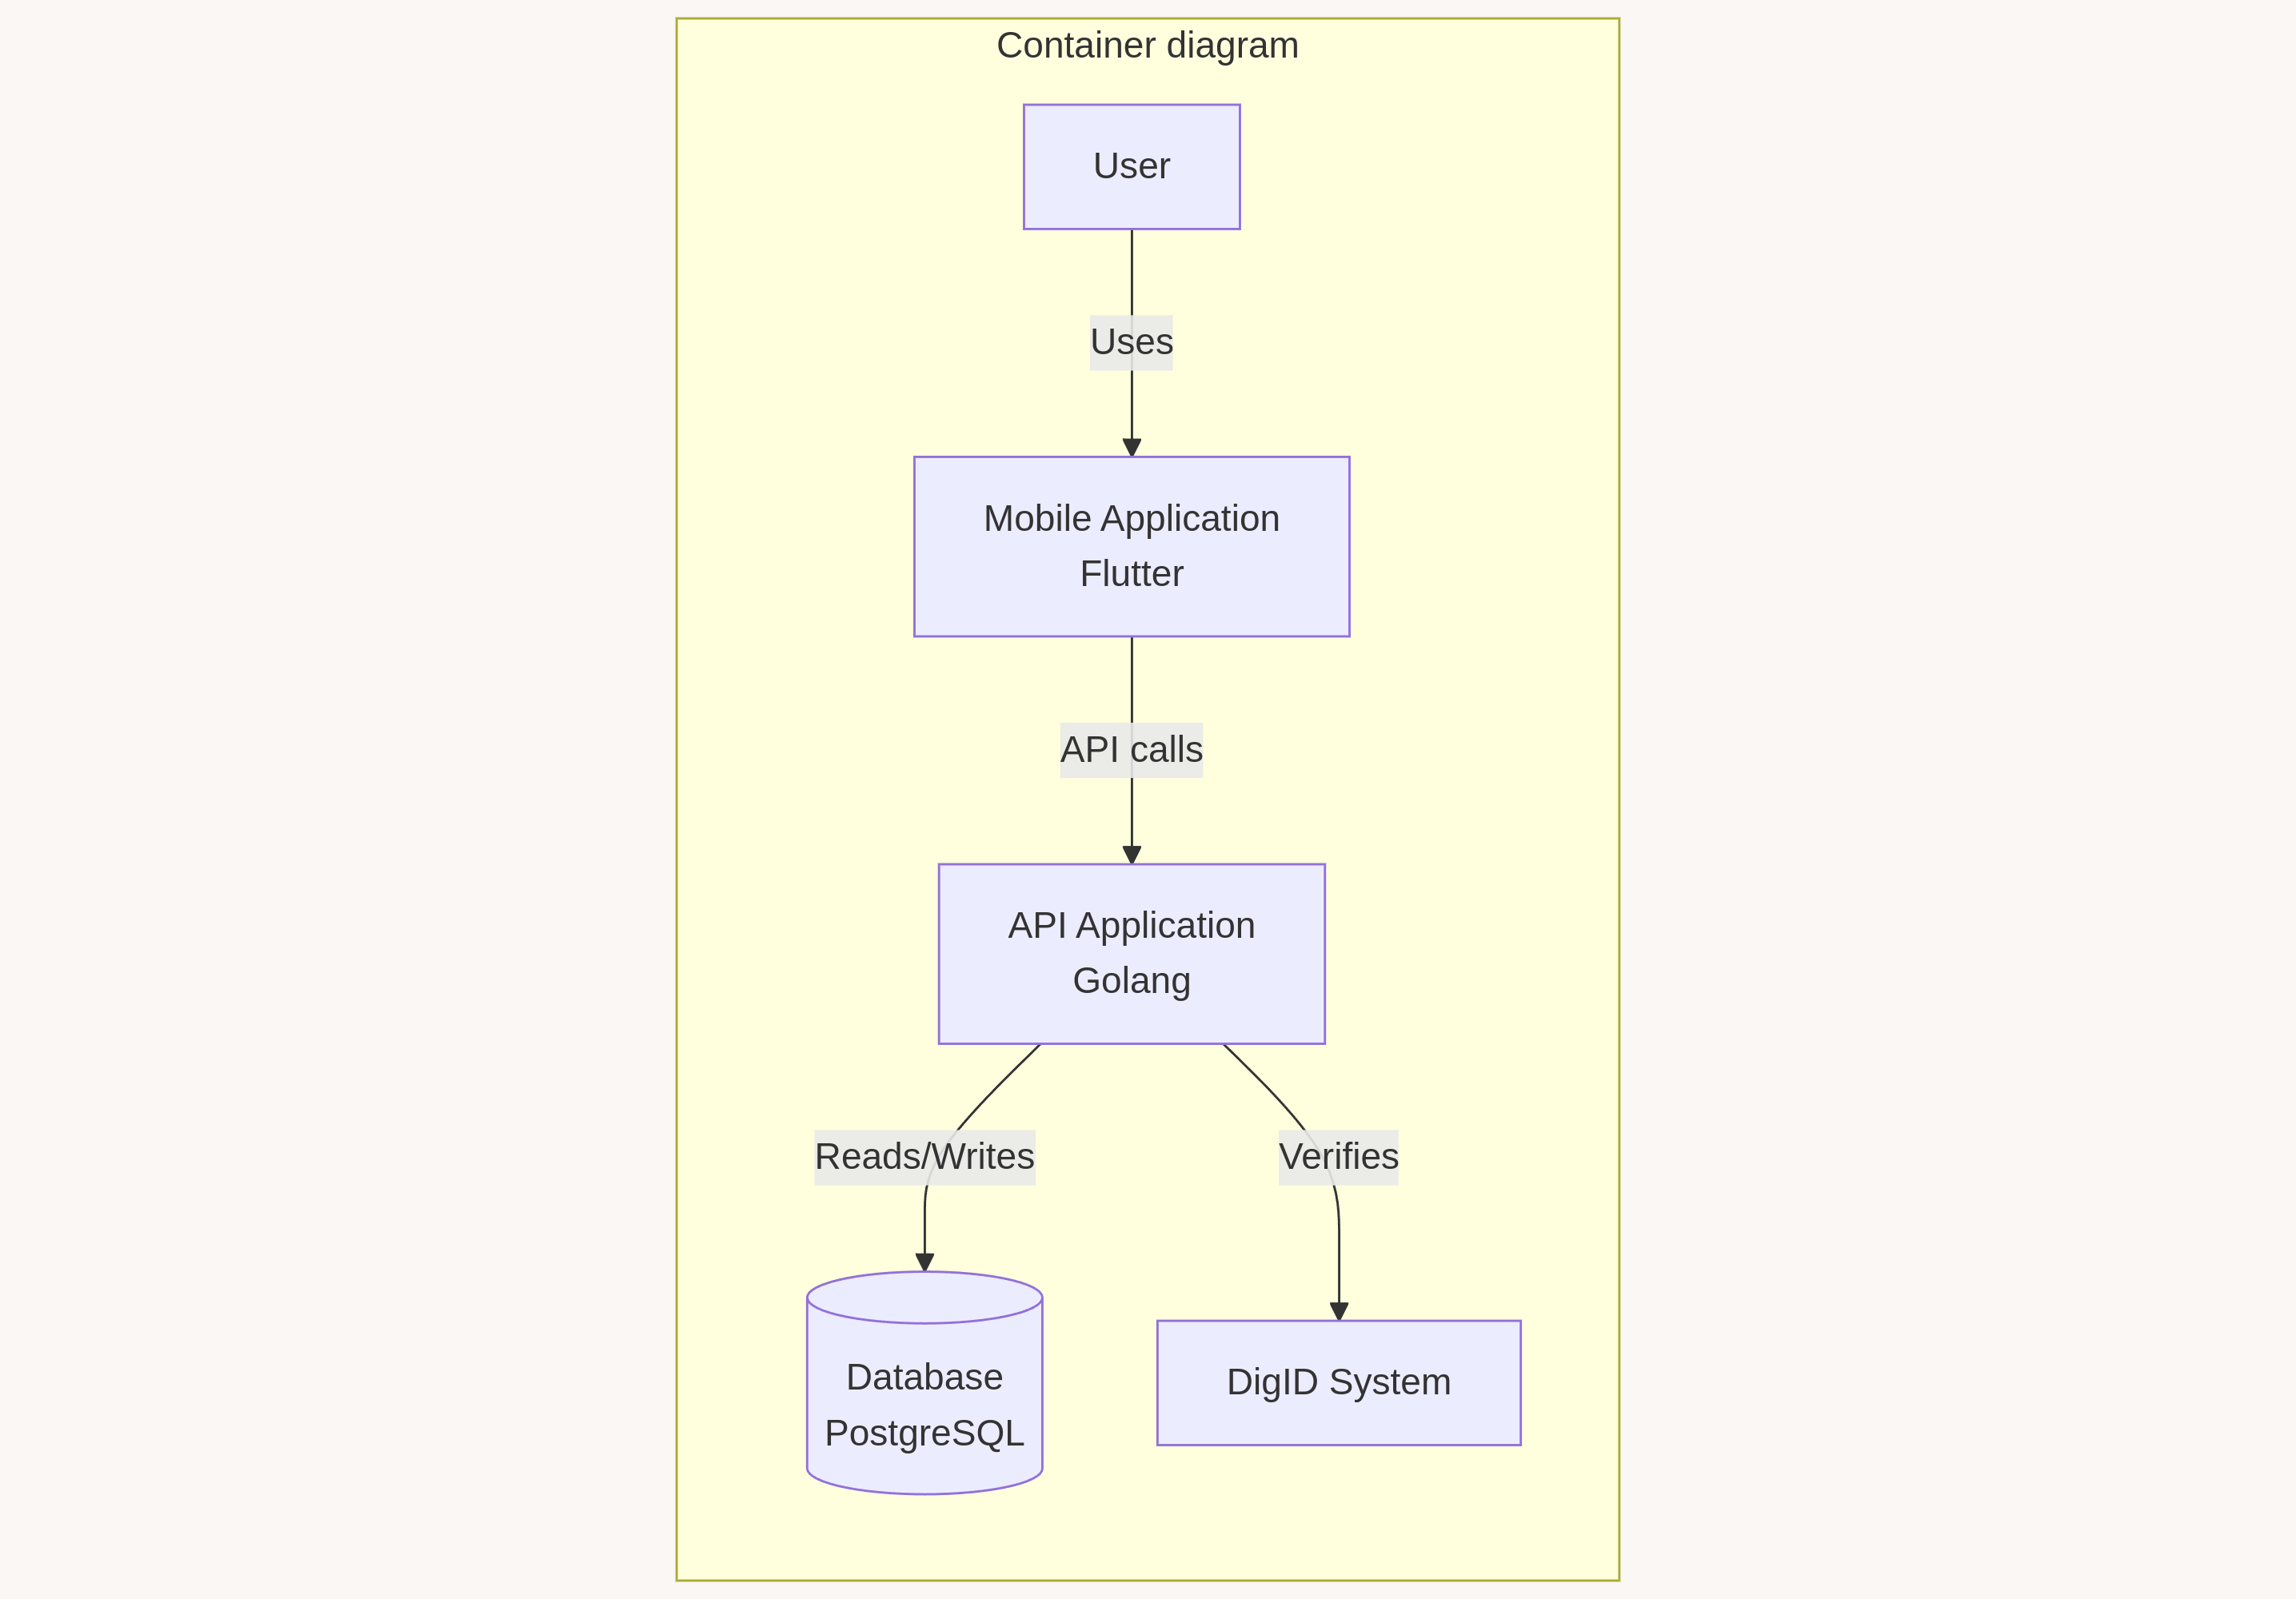 Container diagram
User
Uses
Mobile Application
Flutter
API calls
API Application
Golang
Reads/Writes
Verifies
Database
PostgreSQL
DigID System